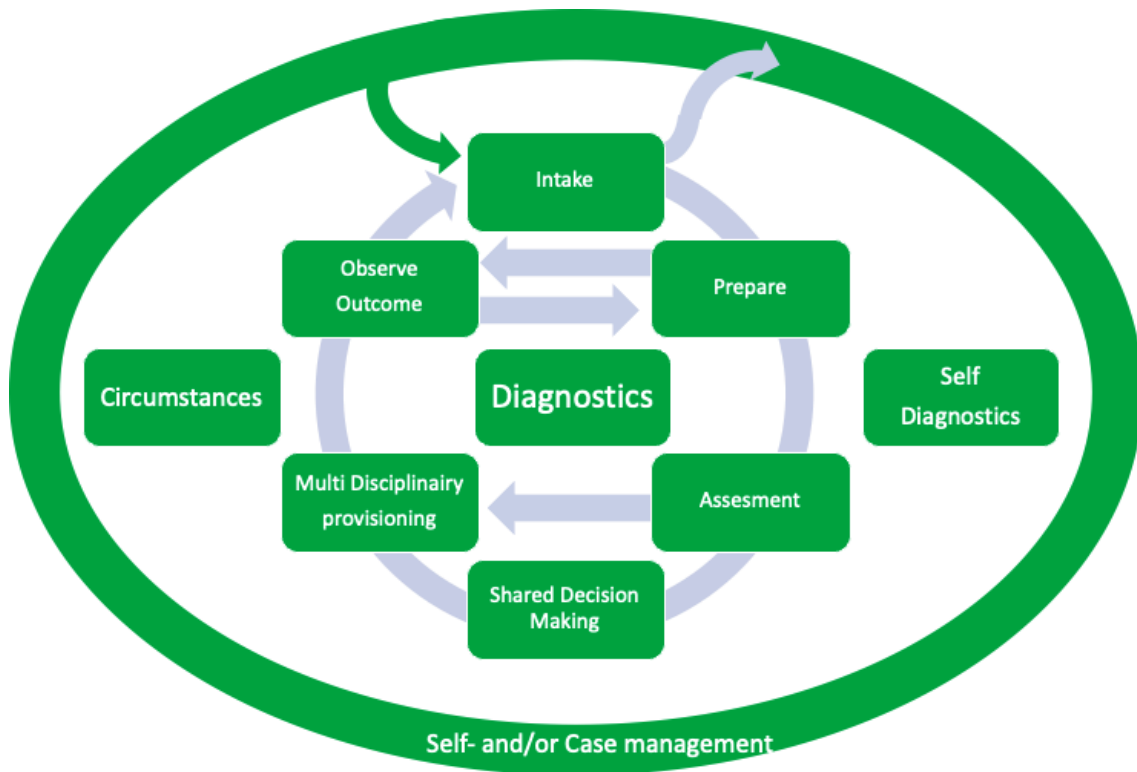 Intake
Observe
Outcome
Prepare
Circumstances
Diagnostics
Self
Diagnostics
Multi Disciplinairy
provisioning
Assesment
Shared Decision
Making
Self- and/or Case management